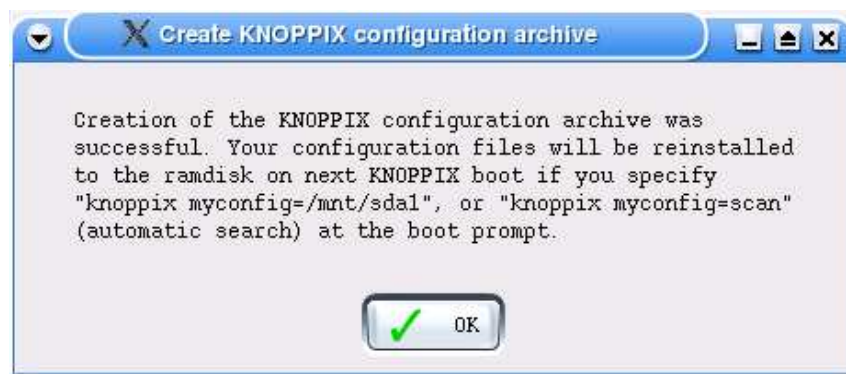 Create KNOPPIX configuration archive
Creation of the KNOPPIX configuration archive was
successful. Your configuration files will be reinstalled
to the ramdisk on next KNOPPIX boot if you specify
"knoppix myconfig=/mnt/sda1", or "knoppix myconfig=scan"
(automatic search) at the boot prompt.
OK